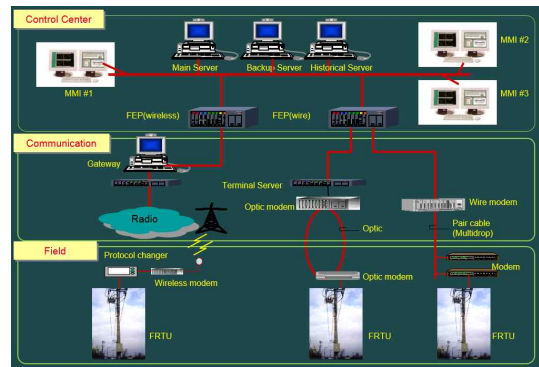 Control Center
MMI #1
Main Server
Backup Server
Historical Server
MMI #2
MMI #3
FEP(wireless)
FEP(wire)
Communication
Gateway
Radio
Terminal Server
Optic modem
Optic
Wire modem
Pair cable
(Multidrop)
Field
Protocol changer
Wireless modem
Optic modem
Modem
FRTU
FRTU
FRTU